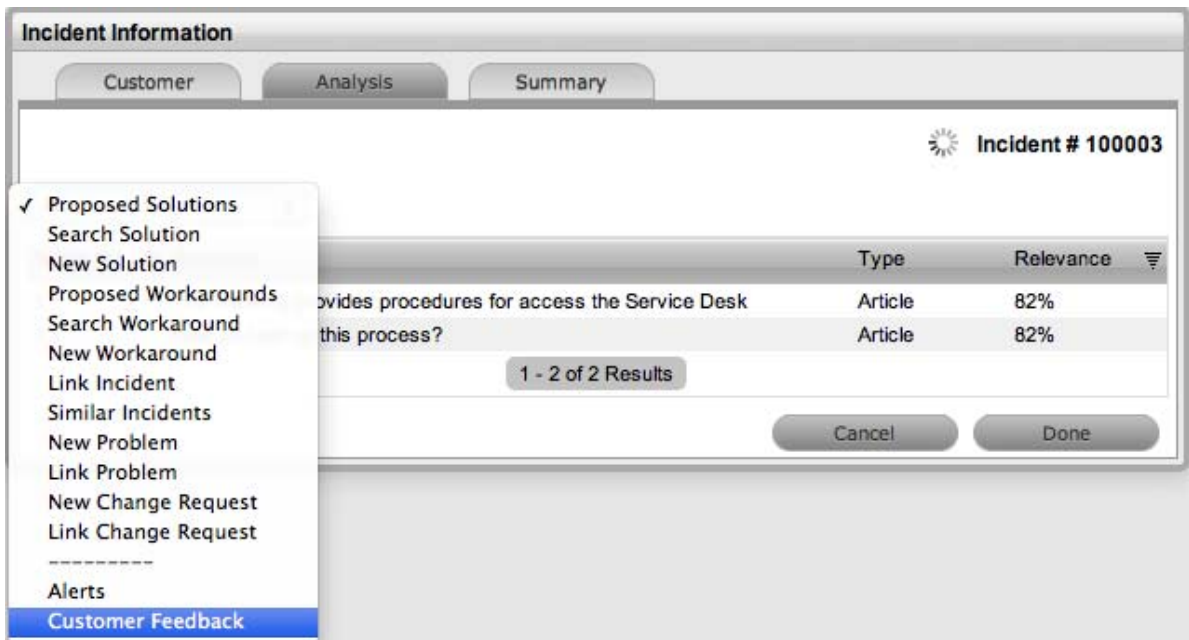 Incident Information
Customer Analysis Summary
Incident # 100003
✓ Proposed Solutions
Search Solution
New Solution
Proposed Workarounds
Search Workaround
New Workaround
Link Incident
Similar Incidents
New Problem
Link Problem
New Change Request
Link Change Request
---------
Alerts
Customer Feedback
Type Relevance
ovides procedures for access the Service Desk Article 82%
this process? Article 82%
1 - 2 of 2 Results
Cancel Done